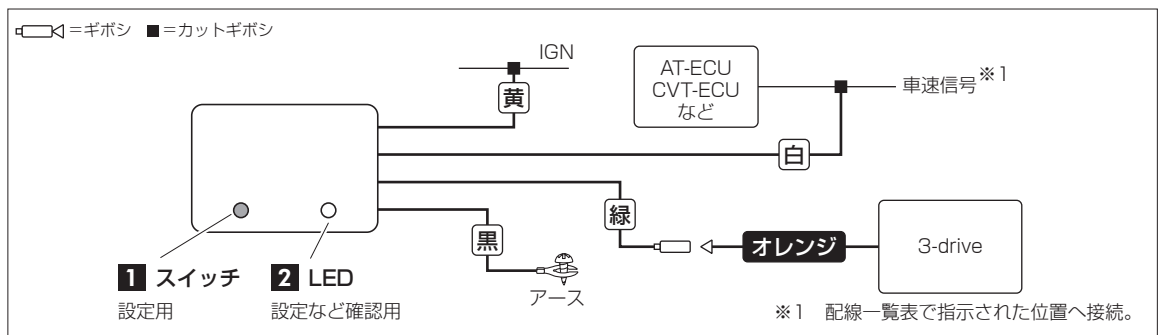 =ギボシ ■=カットギボシ
IGN
黄
AT-ECU
CVT-ECU
など
車速信号※1
白
緑
黒
オレンジ
3-drive
アース
1 スイッチ
設定用
2 LED
設定など確認用
※1 配線一覧表で指示された位置へ接続。